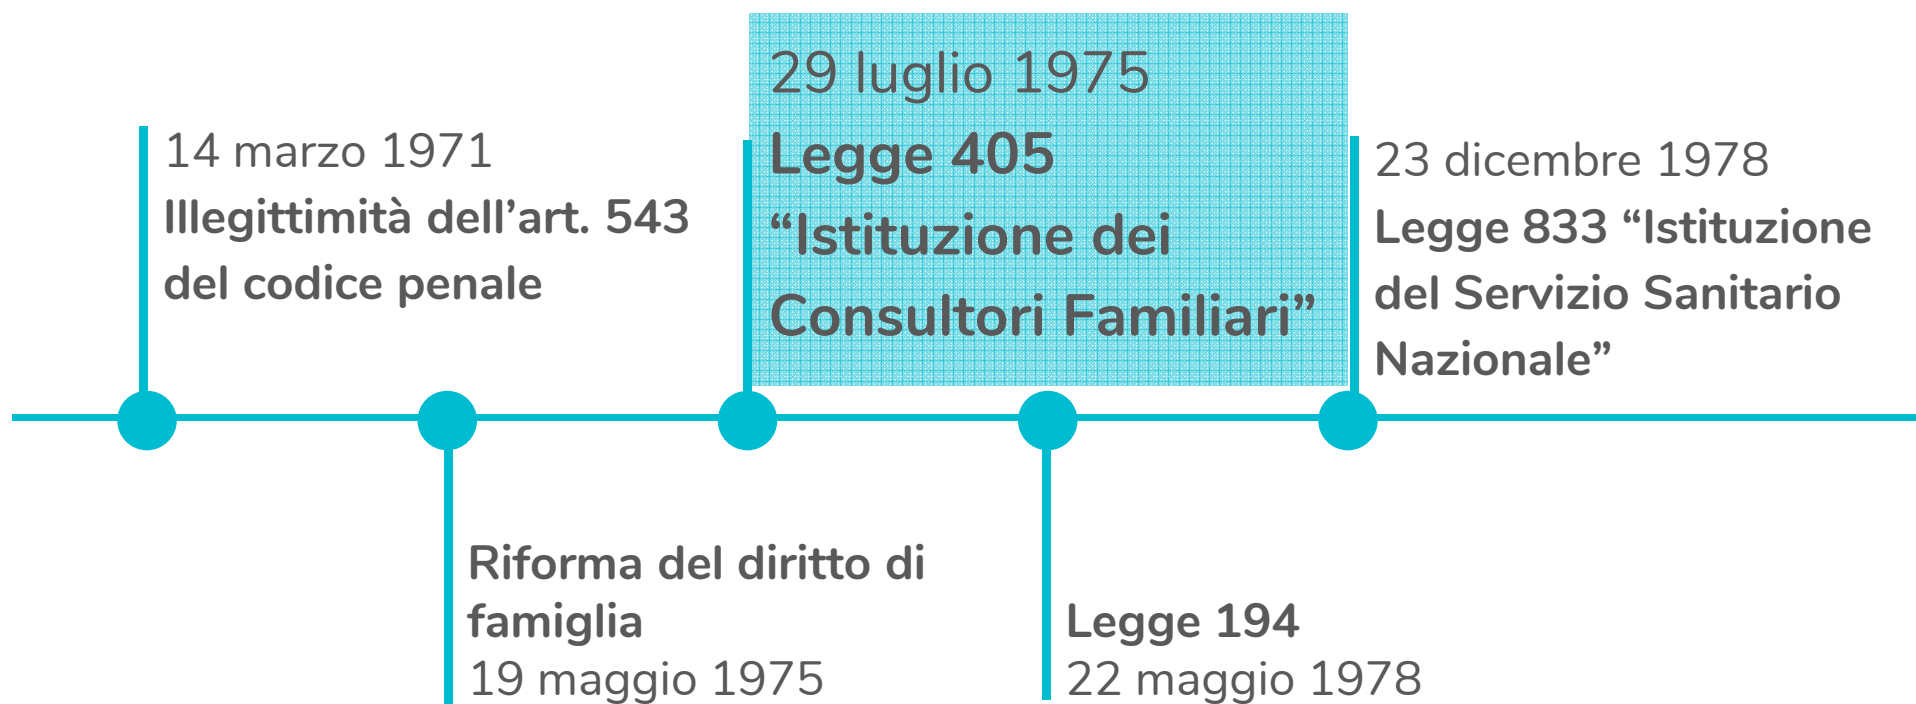 14 marzo 1971
Illegittimità dell’art. 543
del codice penale
Riforma del diritto di
famiglia
19 maggio 1975
29 luglio 1975
Legge 405
“Istituzione dei
Consultori Familiari”
Legge 194
22 maggio 1978
23 dicembre 1978
Legge 833 “Istituzione
del Servizio Sanitario
Nazionale”